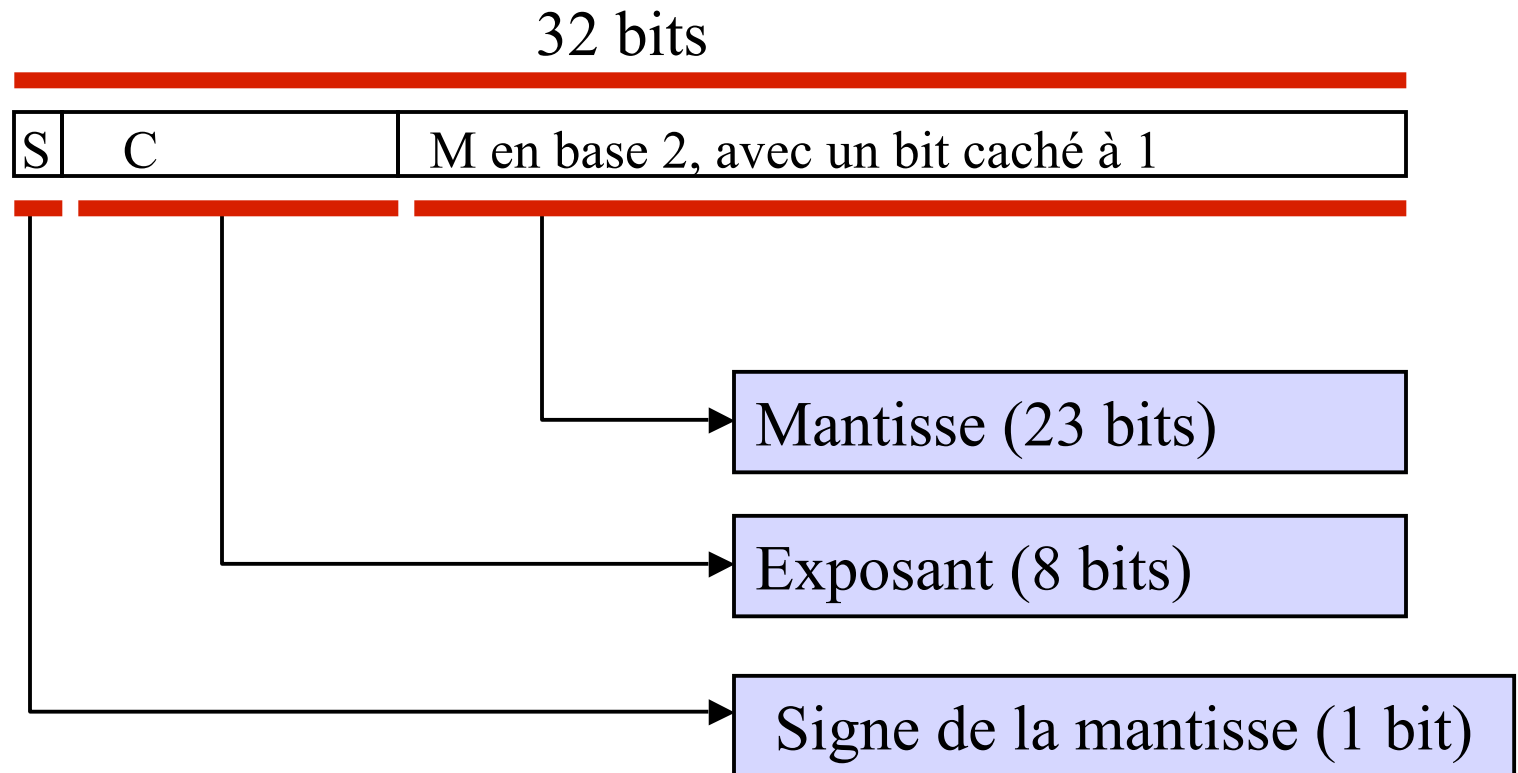 32 bits
S C M en base 2, avec un bit caché à 1
Mantisse (23 bits)
Exposant (8 bits)
Signe de la mantisse (1 bit)